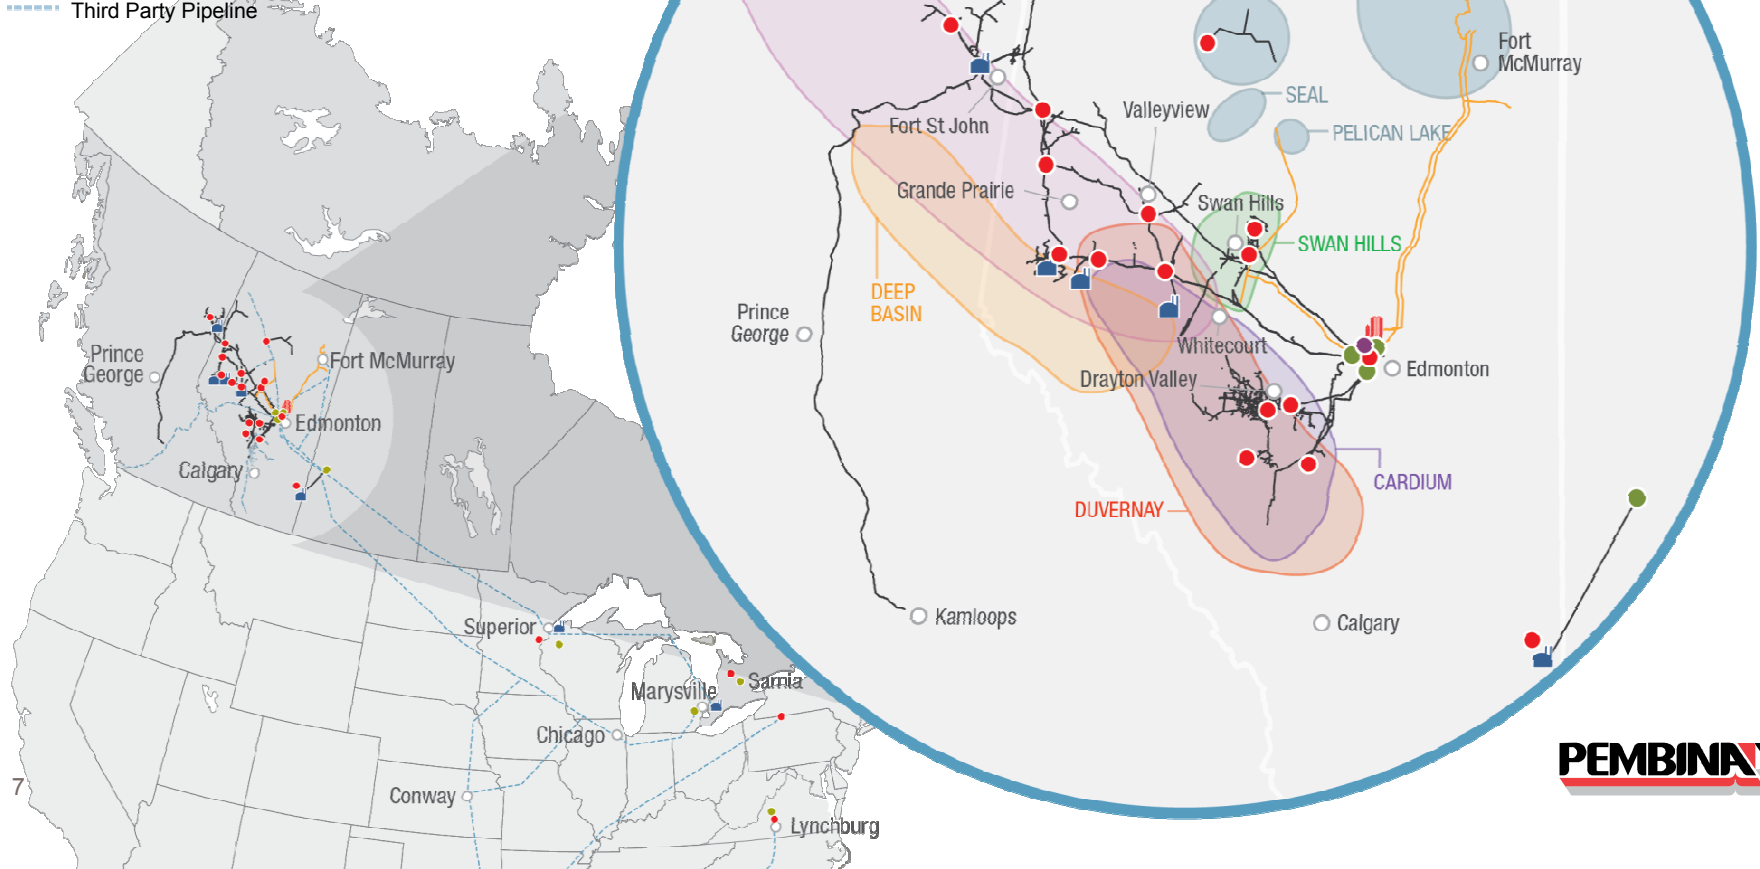 Third Party Pipeline
Fort
McMurray
SEAL
Valleyview
Fort St John
PELICAN LAKE
Grande Prairie
Swan Hills
SWAN HILLS
DEEP
BASIN
Prince
George
Whitecourt
Drayton Valley
Edmonton
CARDIUM
DUVERNAY
Kamloops
Calgary
Prince
George
Fort McMurray
Edmonton
Calgary
Superior
Marysville
Sarnia
Chicago
Conway
Lynchburg
PEMBINA
7